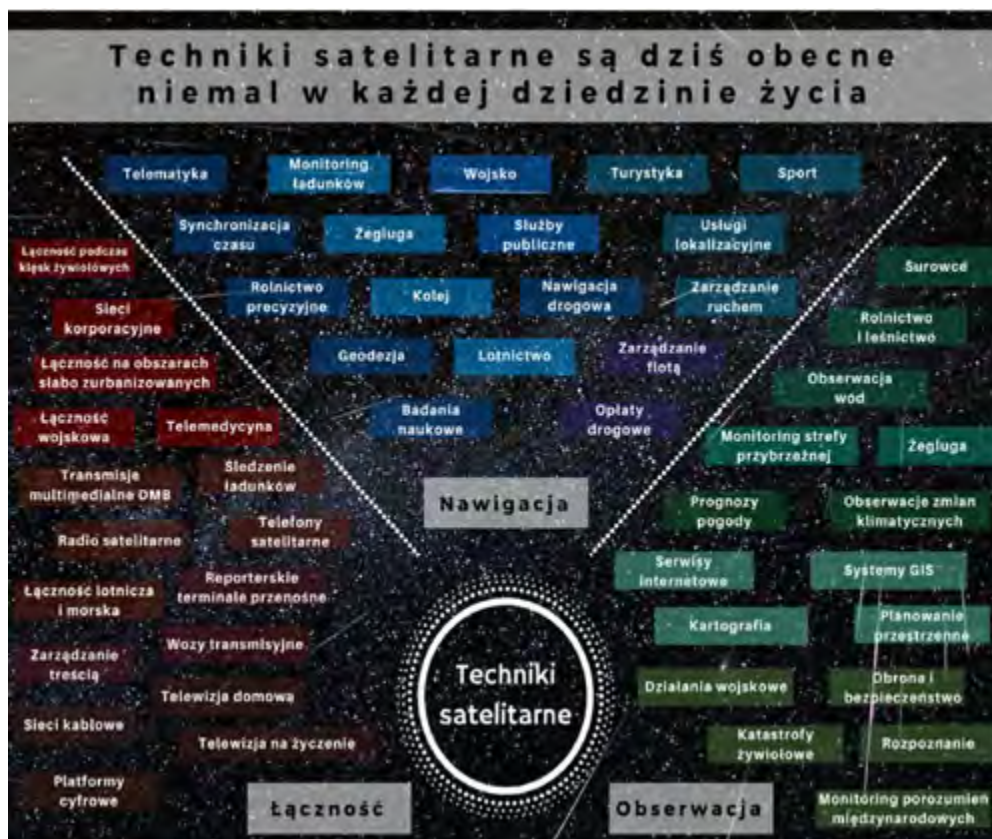 Techniki satelitarne są dziś obecne
niemal w każdej dziedzinie życia
Telematyka
Monitoring
ładunków
Wojsko
Turystyka
Sport
Synchronizacja
czasu
Żegluga
Służby
publiczne
Usługi
lokalizacyjne
Rolnictwo
precyzyjne
Kolej
Nawigacja
drogowa
Zarządzanie
ruchem
Geodezja
Lotnictwo
Zarządzanie
flotą
Badania
naukowe
Opłaty
drogowe
Nawigacja
Łączność podczas
klęsk żywiołowych
Sieci
korporacyjne
Łączność na obszarach
słabo zurbanizowanych
Łączność
wojskowa
Telemedycyna
Transmisje
multimedialne DMB
Śledzenie
ładunków
Radio satelitarne
Telefony
satelitarne
Łączność lotnicza
i morska
Reporterskie
terminale przenośne
Wozy transmisyjne
Zarządzanie
treścią
Telewizja domowa
Sieci kablowe
Telewizja na życzenie
Platformy
cyfrowe
Łączność
Techniki
satelitarne
Surowce
Rolnictwo
i leśnictwo
Obserwacja
wód
Monitoring strefy
przybrzeżnej
Żegluga
Prognozy
pogody
Obserwacje zmian
klimatycznych
Serwisy
internetowe
Systemy GIS
Kartografia
Planowanie
przestrzenne
Działania wojskowe
Obrona i
bezpieczeństwo
Katastrofy
żywiołowe
Rozpoznanie
Monitoring porozumień
międzynarodowych
Obserwacja